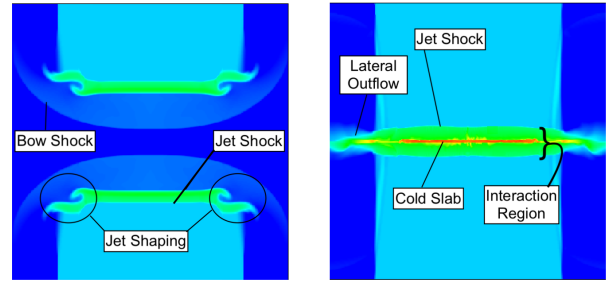 Bow Shock
Jet Shock
Jet Shaping
Jet Shock
Lateral
Outflow
Cold Slab
Interaction
Region